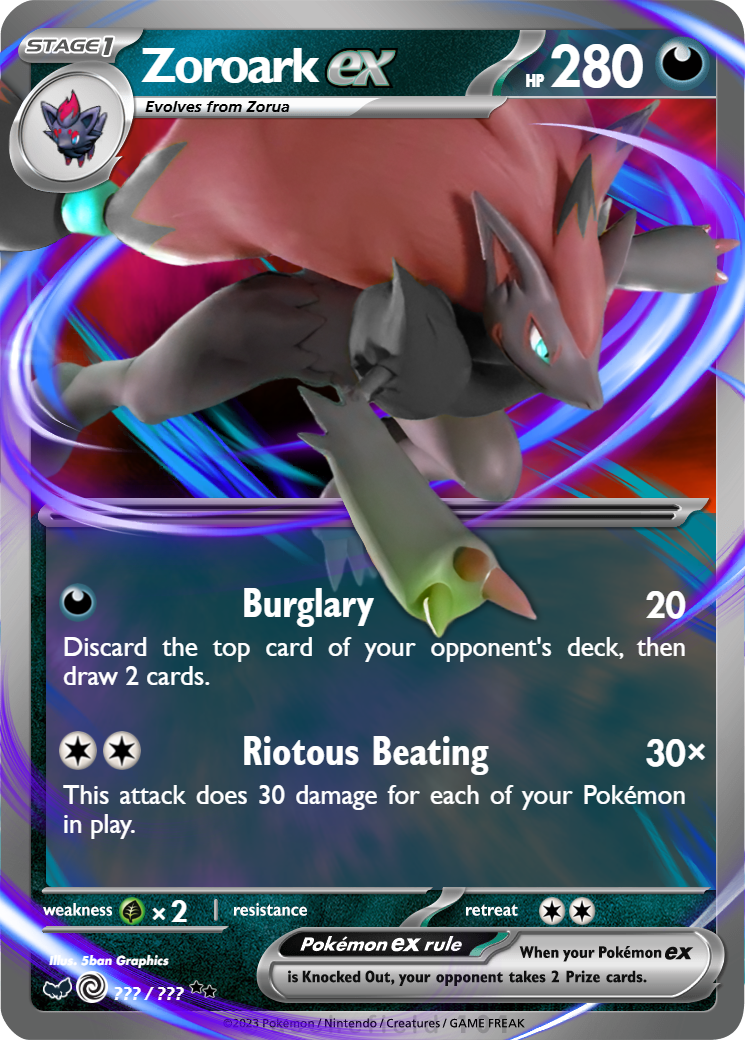 STAGE1
Zoroark ex
HP 280
Evolves from Zorua
Burglary 20
Discard the top card of your opponent's deck, then
draw 2 cards.
Riotous Beating 30×
This attack does 30 damage for each of your Pokémon
in play.
weakness ×2 resistance retreat
Pokémon ex rule
When your Pokémon ex
is Knocked Out, your opponent takes 2 Prize cards.
Illus. 5ban Graphics
??? / ???
©2023 Pokémon / Nintendo / Creatures / GAME FREAK